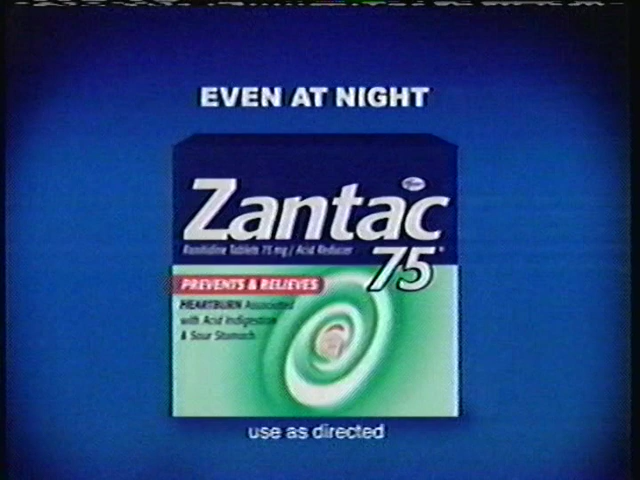 EVEN AT NIGHT
Zantac
75
Ranitidine Tablets 75 mg / Acid Reducer
PREVENTS & RELIEVES
HEARTBURN Associated
with Acid Indigestion
& Sour Stomach
use as directed